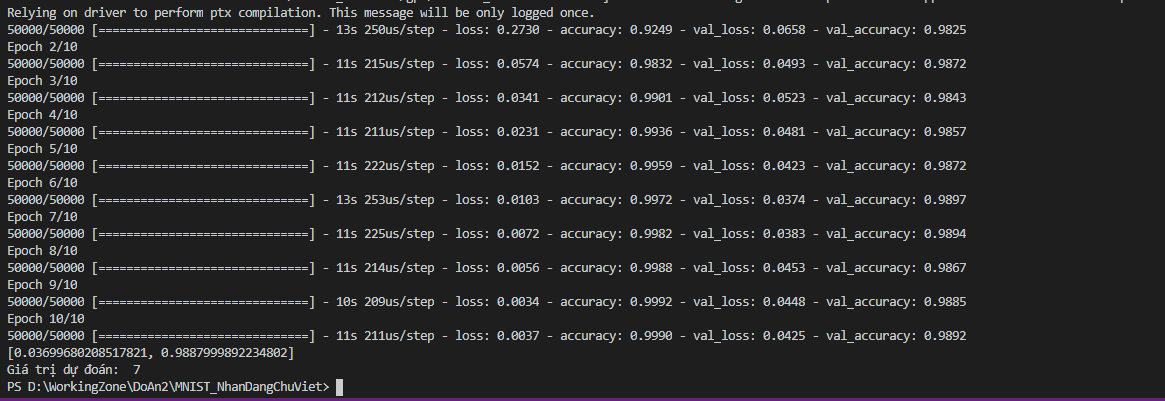 Relying on driver to perform ptx compilation. This message will be only logged once.
50000/50000 [==============================] - 13s 250us/step - loss: 0.2730 - accuracy: 0.9249 - val_loss: 0.0658 - val_accuracy: 0.9825
Epoch 2/10
50000/50000 [==============================] - 11s 215us/step - loss: 0.0574 - accuracy: 0.9832 - val_loss: 0.0493 - val_accuracy: 0.9872
Epoch 3/10
50000/50000 [==============================] - 11s 212us/step - loss: 0.0341 - accuracy: 0.9901 - val_loss: 0.0523 - val_accuracy: 0.9843
Epoch 4/10
50000/50000 [==============================] - 11s 211us/step - loss: 0.0231 - accuracy: 0.9936 - val_loss: 0.0481 - val_accuracy: 0.9857
Epoch 5/10
50000/50000 [==============================] - 11s 222us/step - loss: 0.0152 - accuracy: 0.9959 - val_loss: 0.0423 - val_accuracy: 0.9872
Epoch 6/10
50000/50000 [==============================] - 13s 253us/step - loss: 0.0103 - accuracy: 0.9972 - val_loss: 0.0374 - val_accuracy: 0.9897
Epoch 7/10
50000/50000 [==============================] - 11s 225us/step - loss: 0.0072 - accuracy: 0.9982 - val_loss: 0.0383 - val_accuracy: 0.9894
Epoch 8/10
50000/50000 [==============================] - 11s 214us/step - loss: 0.0056 - accuracy: 0.9988 - val_loss: 0.0453 - val_accuracy: 0.9867
Epoch 9/10
50000/50000 [==============================] - 10s 209us/step - loss: 0.0034 - accuracy: 0.9992 - val_loss: 0.0448 - val_accuracy: 0.9885
Epoch 10/10
50000/50000 [==============================] - 11s 211us/step - loss: 0.0037 - accuracy: 0.9990 - val_loss: 0.0425 - val_accuracy: 0.9892
[0.03699680208517821, 0.9887999892234802]
Giá trị dự đoán:  7
PS D:\WorkingZone\DoAn2\MNIST_NhanDangChuViet>